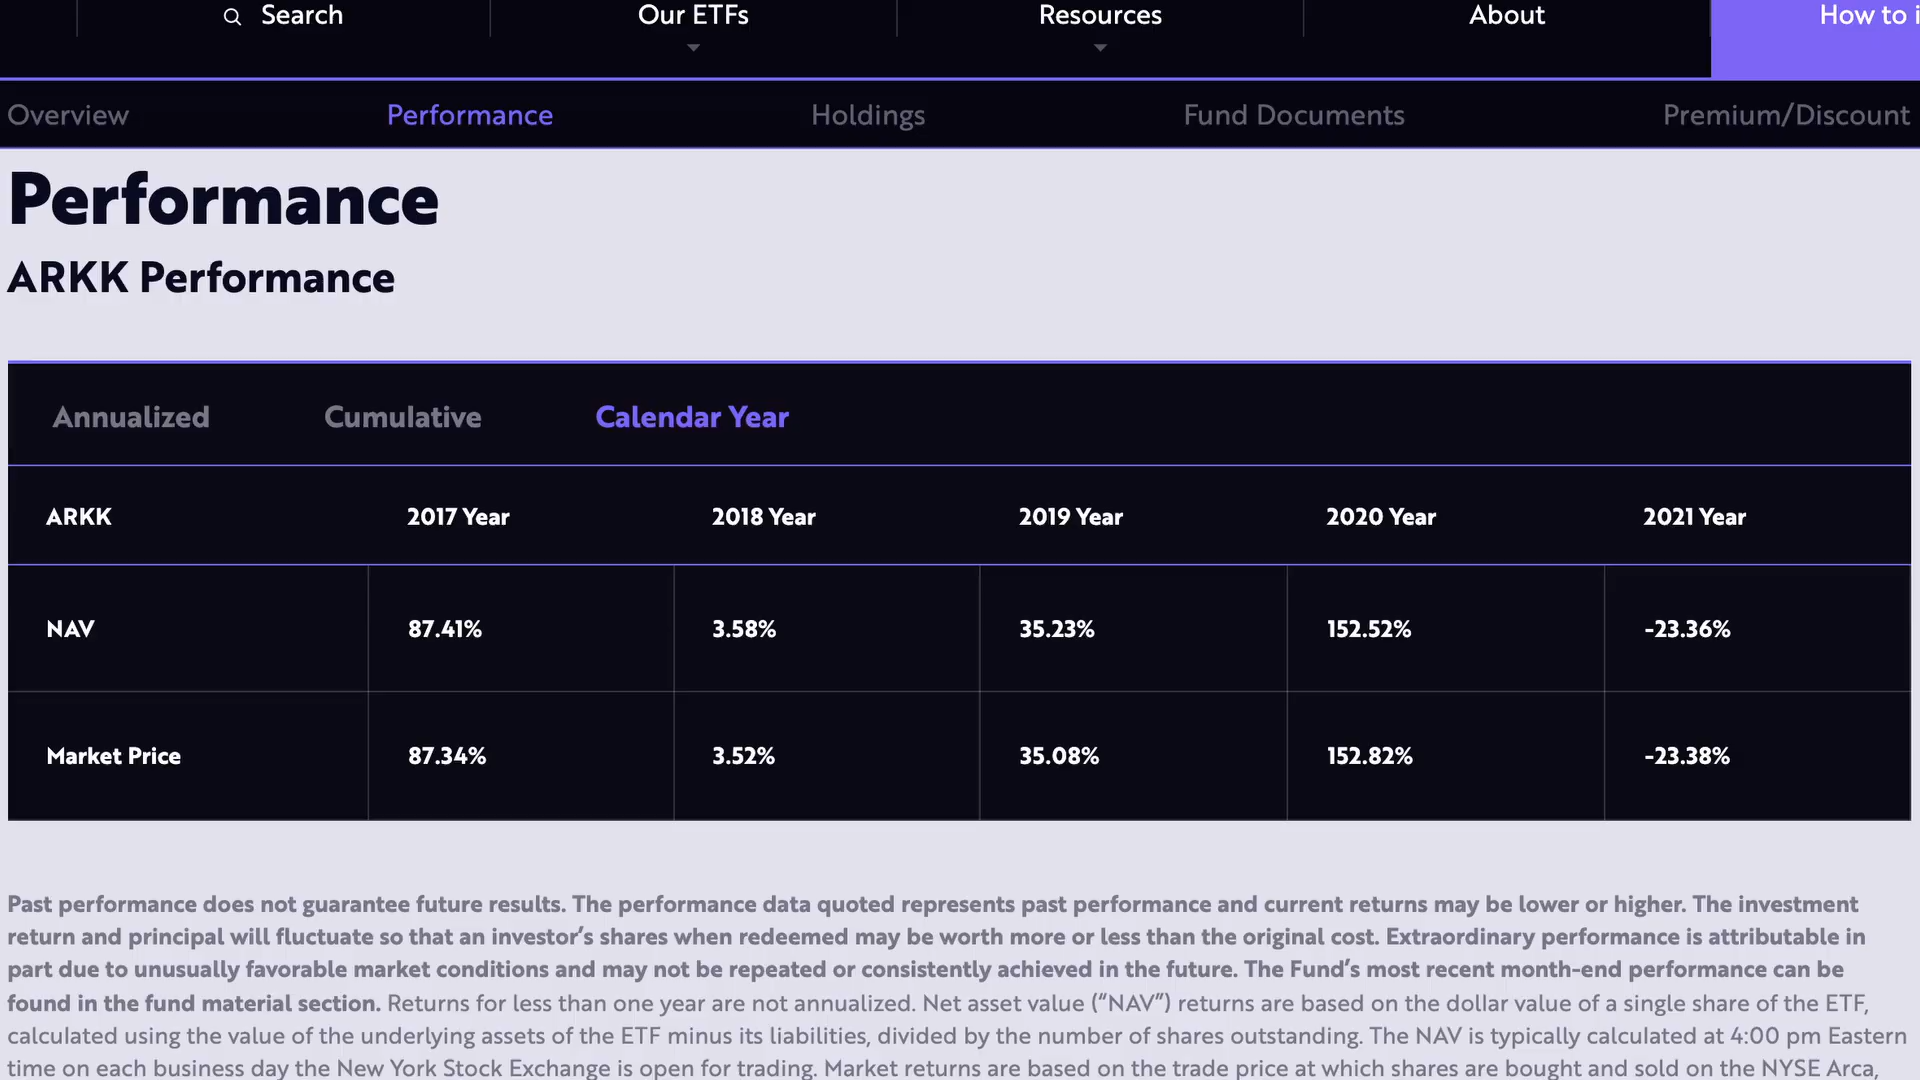 Search Our ETFs Resources About How to i
Overview Performance Holdings Fund Documents Premium/Discount
Performance
ARKK Performance
Annualized Cumulative Calendar Year
ARKK 2017 Year 2018 Year 2019 Year 2020 Year 2021 Year
NAV 87.41% 3.58% 35.23% 152.52% -23.36%
Market Price 87.34% 3.52% 35.08% 152.82% -23.38%
Past performance does not guarantee future results. The performance data quoted represents past performance and current returns may be lower or higher. The investment
return and principal will fluctuate so that an investor’s shares when redeemed may be worth more or less than the original cost. Extraordinary performance is attributable in
part due to unusually favorable market conditions and may not be repeated or consistently achieved in the future. The Fund’s most recent month-end performance can be
found in the fund material section. Returns for less than one year are not annualized. Net asset value (“NAV”) returns are based on the dollar value of a single share of the ETF,
calculated using the value of the underlying assets of the ETF minus its liabilities, divided by the number of shares outstanding. The NAV is typically calculated at 4:00 pm Eastern
time on each business day the New York Stock Exchange is open for trading. Market returns are based on the trade price at which shares are bought and sold on the NYSE Arca,